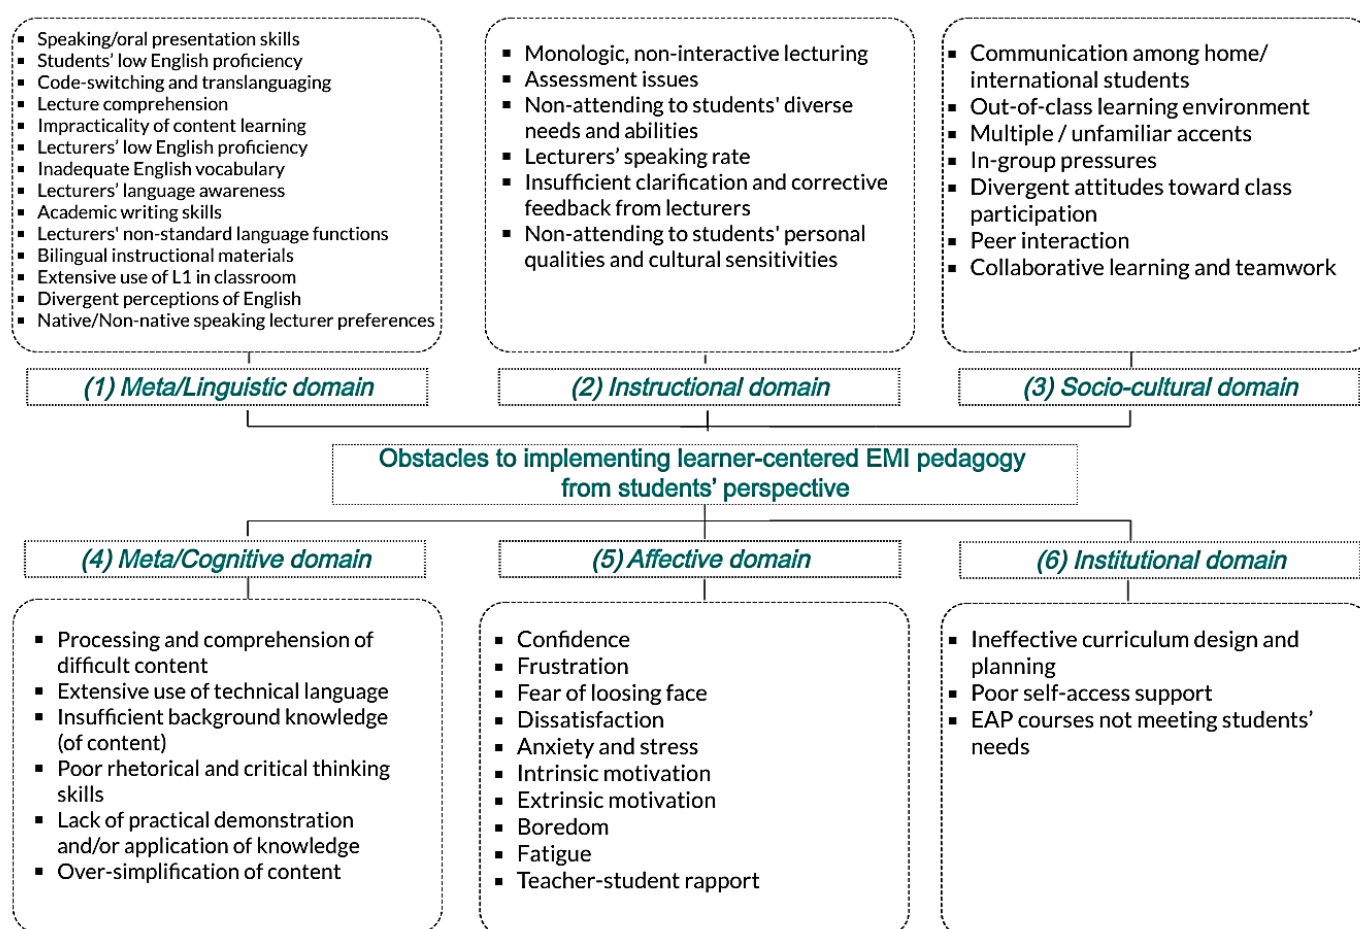 ▪ Speaking/oral presentation skills
▪ Students' low English proficiency
▪ Code-switching and translanguaging
▪ Lecture comprehension
▪ Impracticality of content learning
▪ Lecturers' low English proficiency
▪ Inadequate English vocabulary
▪ Lecturers' language awareness
▪ Academic writing skills
▪ Lecturers' non-standard language functions
▪ Bilingual instructional materials
▪ Extensive use of L1 in classroom
▪ Divergent perceptions of English
▪ Native/Non-native speaking lecturer preferences
(1) Meta/Linguistic domain
▪ Monologic, non-interactive lecturing
▪ Assessment issues
▪ Non-attending to students' diverse
needs and abilities
▪ Lecturers' speaking rate
▪ Insufficient clarification and corrective
feedback from lecturers
▪ Non-attending to students' personal
qualities and cultural sensitivities
(2) Instructional domain
▪ Communication among home/
international students
▪ Out-of-class learning environment
▪ Multiple / unfamiliar accents
▪ In-group pressures
▪ Divergent attitudes toward class
participation
▪ Peer interaction
▪ Collaborative learning and teamwork
(3) Socio-cultural domain
Obstacles to implementing learner-centered EMI pedagogy
from students' perspective
(4) Meta/Cognitive domain
▪ Processing and comprehension of
difficult content
▪ Extensive use of technical language
▪ Insufficient background knowledge
(of content)
▪ Poor rhetorical and critical thinking
skills
▪ Lack of practical demonstration
and/or application of knowledge
▪ Over-simplification of content
(5) Affective domain
▪ Confidence
▪ Frustration
▪ Fear of loosing face
▪ Dissatisfaction
▪ Anxiety and stress
▪ Intrinsic motivation
▪ Extrinsic motivation
▪ Boredom
▪ Fatigue
▪ Teacher-student rapport
(6) Institutional domain
▪ Ineffective curriculum design and
planning
▪ Poor self-access support
▪ EAP courses not meeting students'
needs